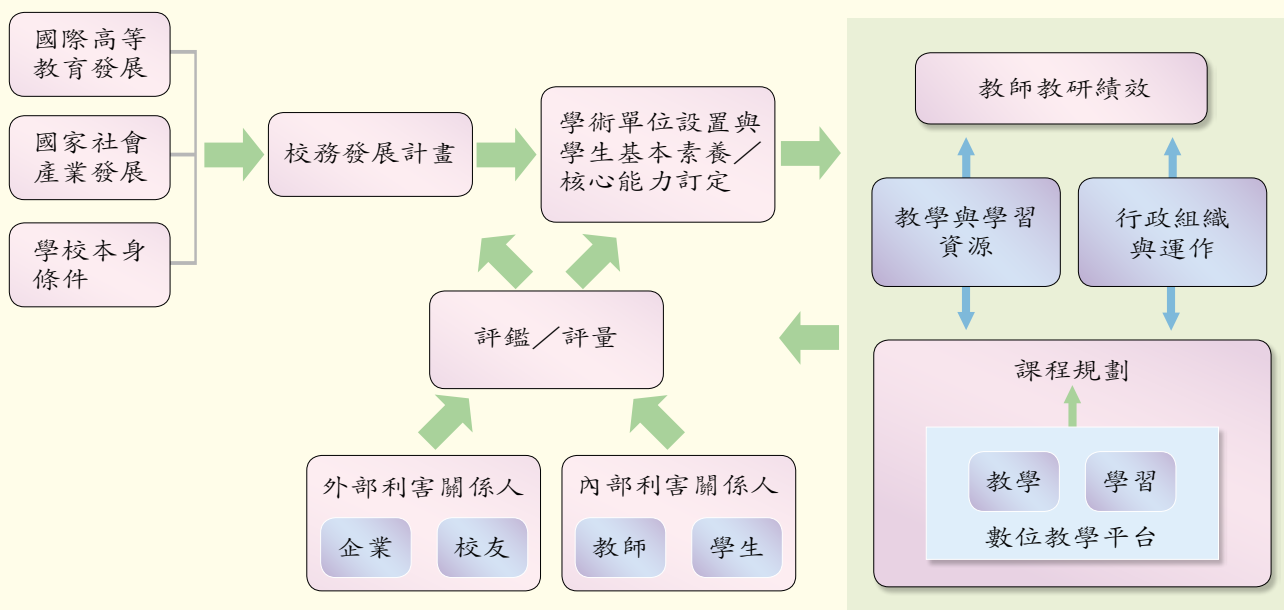 國際高等
教育發展
國家社會
產業發展
學校本身
條件
校務發展計畫
學術單位設置與
學生基本素養／
核心能力訂定
評鑑／評量
外部利害關係人
企業
校友
內部利害關係人
教師
學生
教師教研績效
教學與學習
資源
行政組織
與運作
課程規劃
教學
學習
數位教學平台